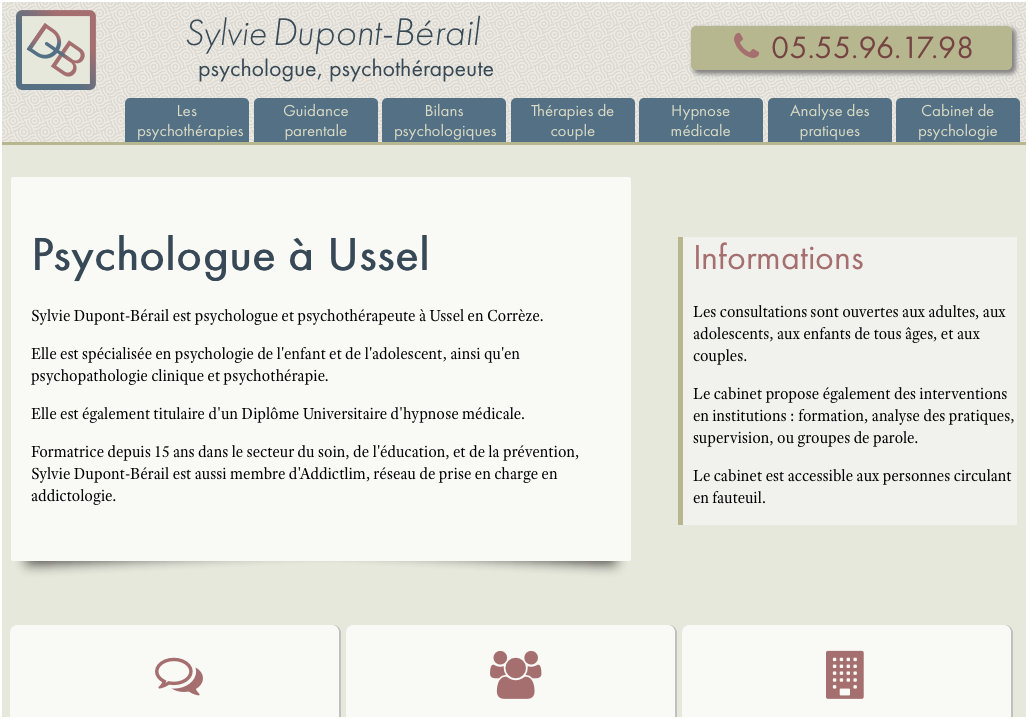 DB
Sylvie Dupont-Bérail
psychologue, psychothérapeute
05.55.96.17.98
Les psychothérapies
Guidance parentale
Bilans psychologiques
Thérapies de couple
Hypnose médicale
Analyse des pratiques
Cabinet de psychologie
Psychologue à Ussel
Sylvie Dupont-Bérail est psychologue et psychothérapeute à Ussel en Corrèze.
Elle est spécialisée en psychologie de l'enfant et de l'adolescent, ainsi qu'en
psychopathologie clinique et psychothérapie.
Elle est également titulaire d'un Diplôme Universitaire d'hypnose médicale.
Formatrice depuis 15 ans dans le secteur du soin, de l'éducation, et de la prévention,
Sylvie Dupont-Bérail est aussi membre d'Addictlim, réseau de prise en charge en
addictologie.
Informations
Les consultations sont ouvertes aux adultes, aux
adolescents, aux enfants de tous âges, et aux
couples.
Le cabinet propose également des interventions
en institutions : formation, analyse des pratiques,
supervision, ou groupes de parole.
Le cabinet est accessible aux personnes circulant
en fauteuil.